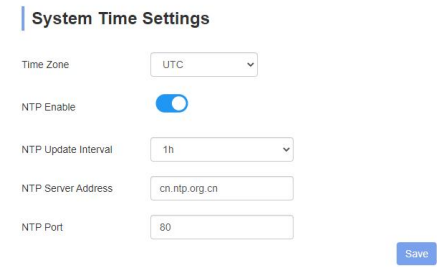 System Time Settings
Time Zone UTC
NTP Enable
NTP Update Interval 1h
NTP Server Address cn.ntp.org.cn
NTP Port 80
Save